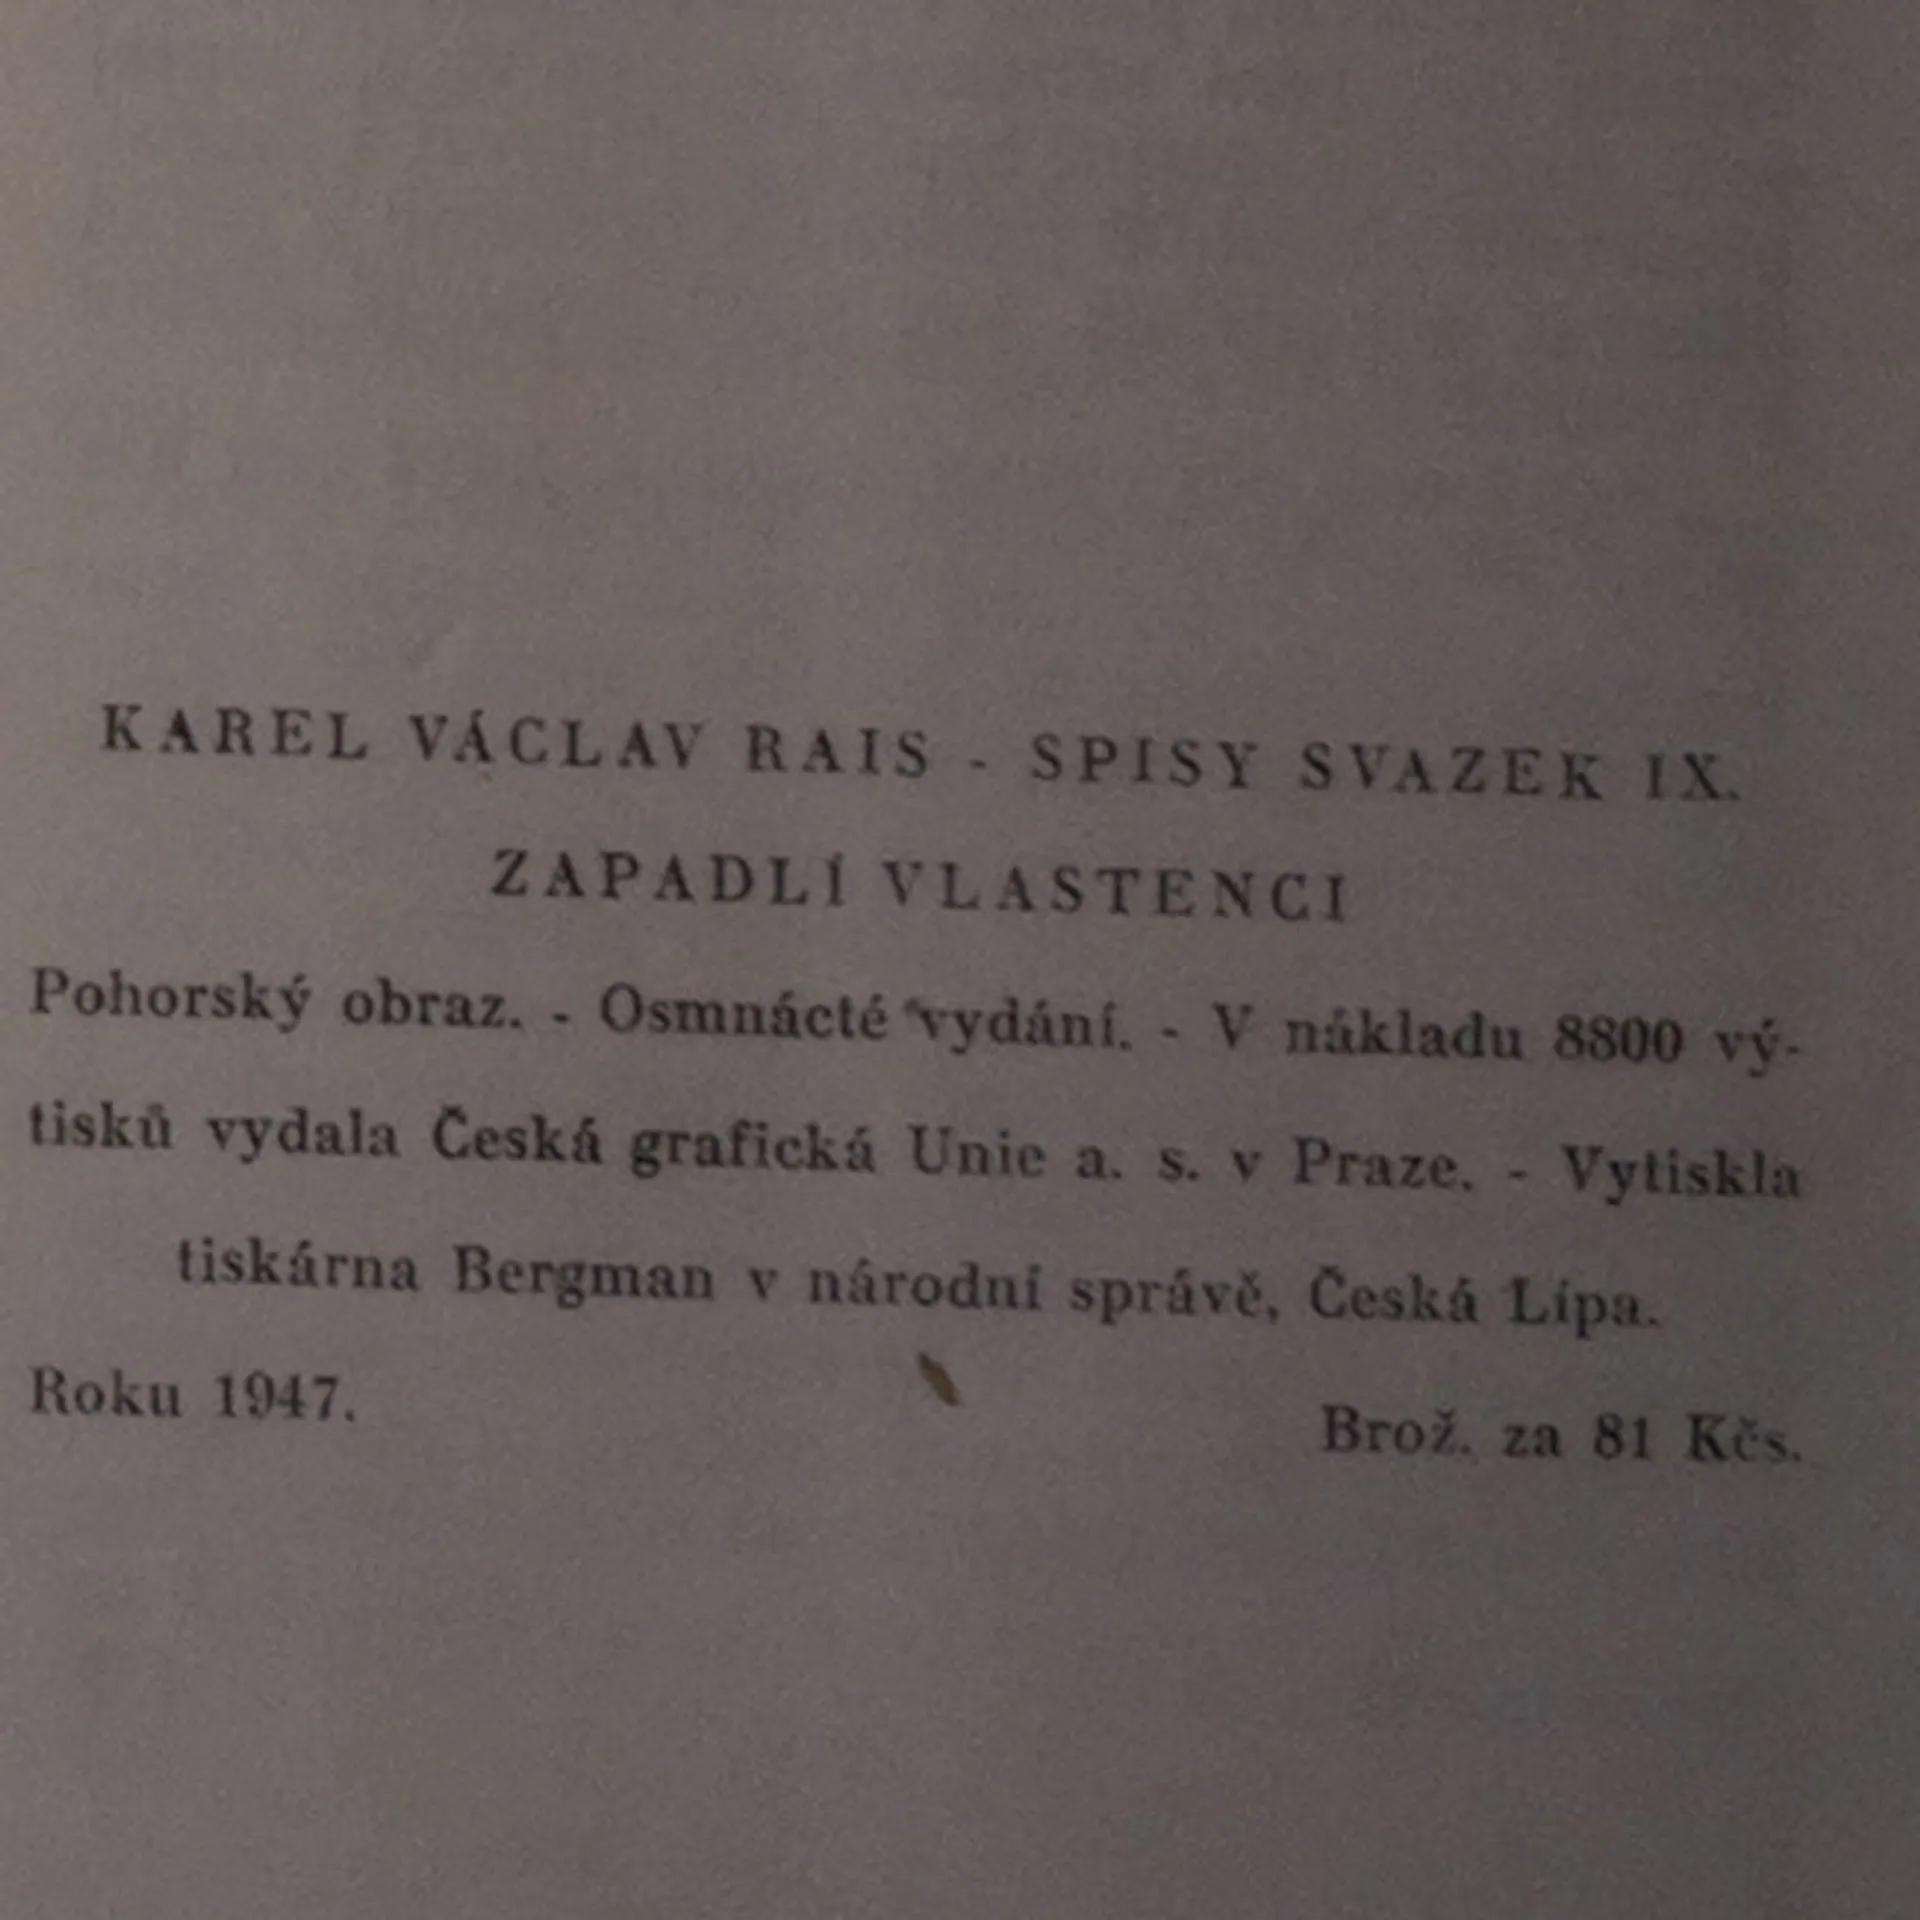 KAREL VÁCLAV RAIS - SPISY SVAZEK IX.
ZAPADLÍ VLASTENCI
Pohorský obraz. - Osmnácté vydání. - V nákladu 8800 vý-
tisků vydala Česká grafická Unie a. s. v Praze. - Vytiskla
tiskárna Bergman v národní správě, Česká Lípa.
Roku 1947.
Brož. za 81 Kčs.